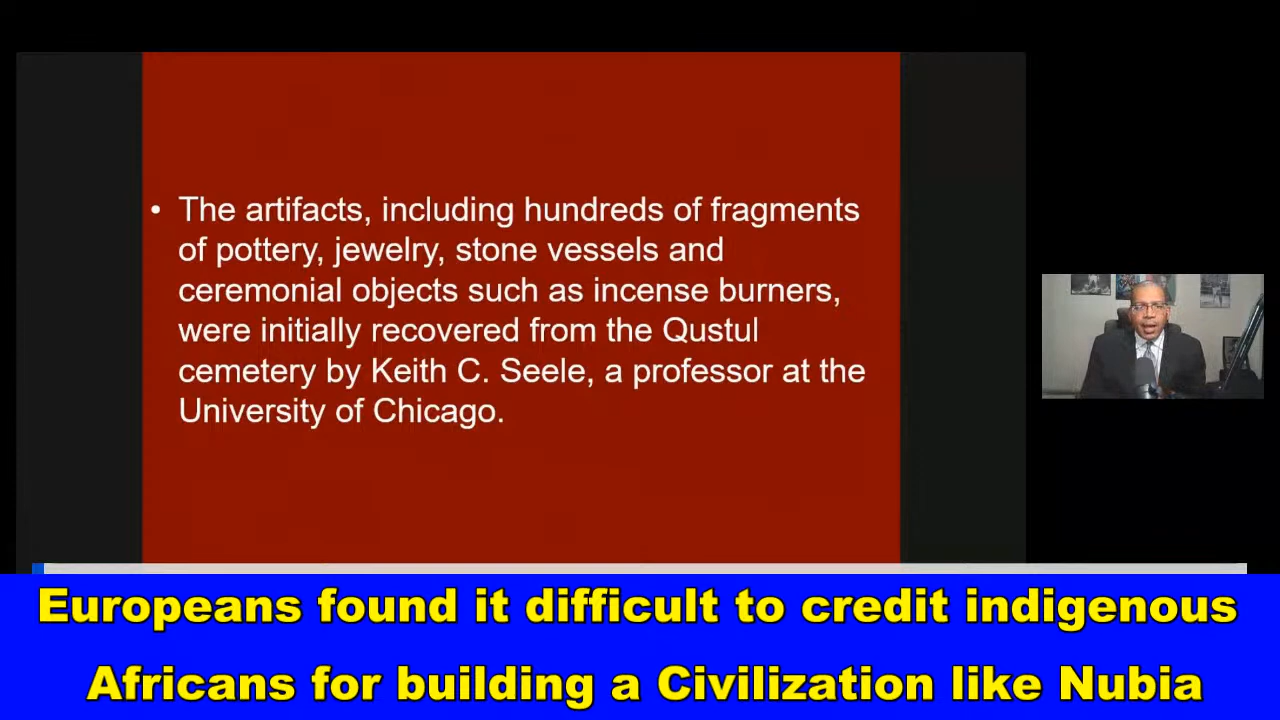 • The artifacts, including hundreds of fragments
of pottery, jewelry, stone vessels and
ceremonial objects such as incense burners,
were initially recovered from the Qustul
cemetery by Keith C. Seele, a professor at the
University of Chicago.
Europeans found it difficult to credit indigenous
Africans for building a Civilization like Nubia